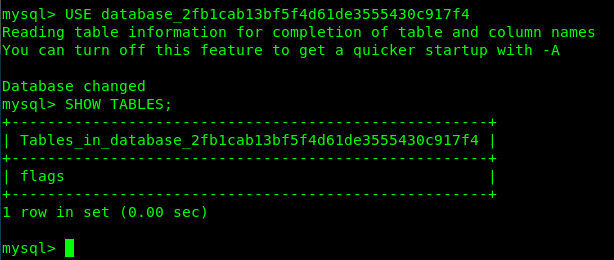 mysql> USE database_2fb1cab13bf5f4d61de3555430c917f4
Reading table information for completion of table and column names
You can turn off this feature to get a quicker startup with -A
Database changed
mysql> SHOW TABLES;
+-----------------------------------------------------+
| Tables_in_database_2fb1cab13bf5f4d61de3555430c917f4 |
+-----------------------------------------------------+
| flags                                               |
+-----------------------------------------------------+
1 row in set (0.00 sec)
mysql>